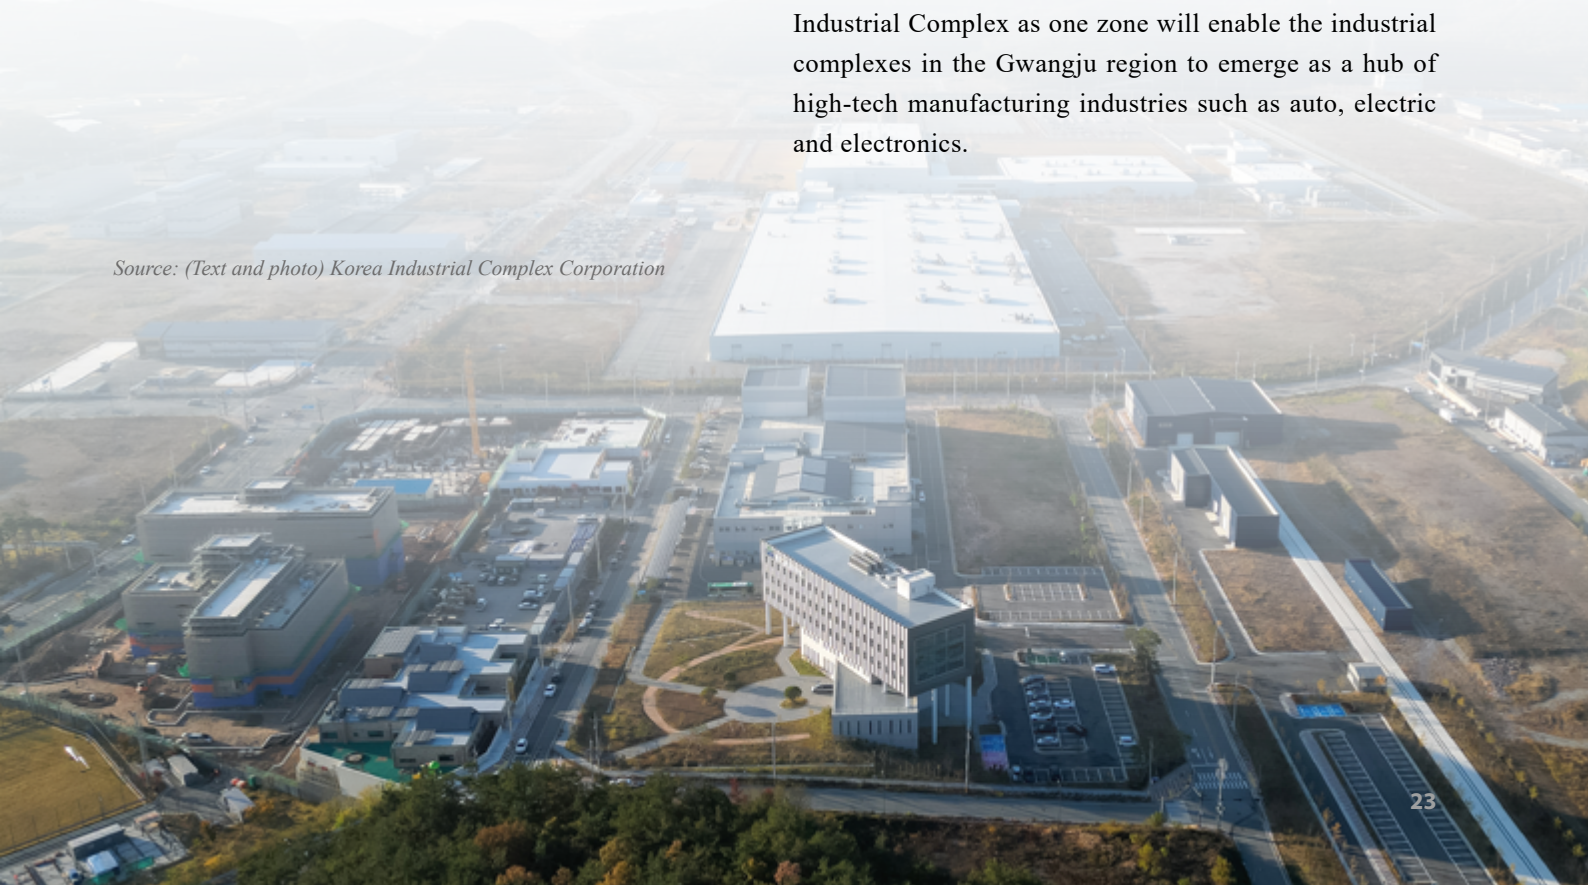 Industrial Complex as one zone will enable the industrial
complexes in the Gwangju region to emerge as a hub of
high-tech manufacturing industries such as auto, electric
and electronics.
Source: (Text and photo) Korea Industrial Complex Corporation
23